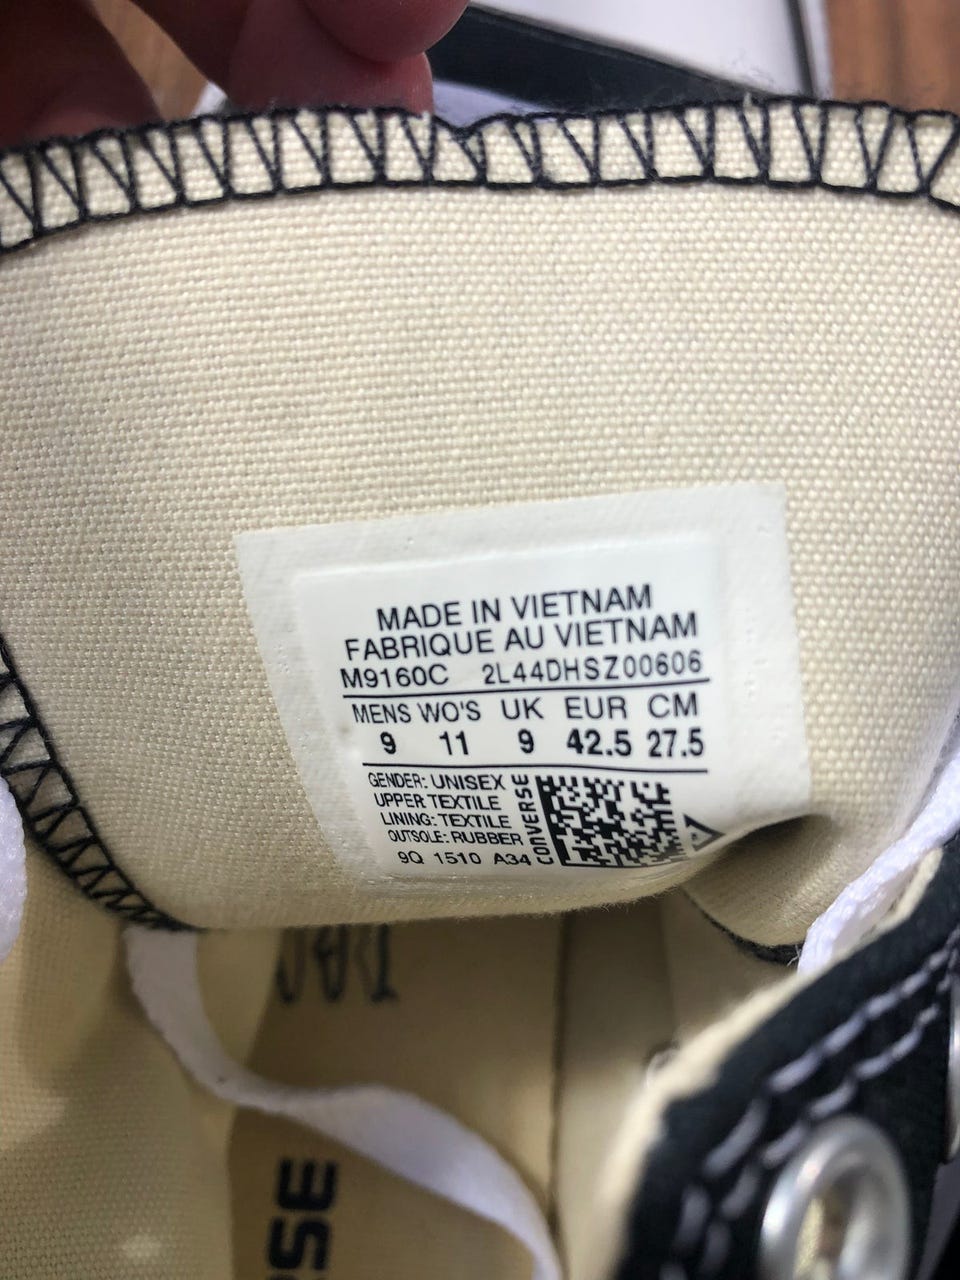 MADE IN VIETNAM
FABRIQUE AU VIETNAM
M9160C 2L44DHSZ00606
MENS WO'S UK EUR CM
9 11 9 42.5 27.5
GENDER: UNISEX
UPPER: TEXTILE
LINING: TEXTILE
OUTSOLE: RUBBER
9Q 1510 A34
CONVERSE
RSE